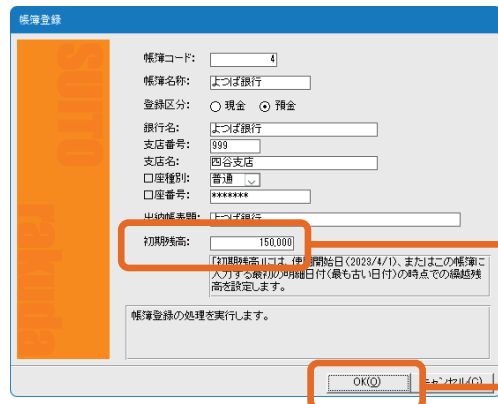 帳簿登録
帳簿コード: 4
帳簿名称: よつば銀行
登録区分: 現金 預金
銀行名: よつば銀行
支店番号: 999
支店名: 四谷支店
口座種別: 普通
口座番号: *******
出納帳表題: よつば銀行
初期残高: 150,000
「初期残高」には、使用開始日(2023/4/1)、またはこの帳簿に
入力する最初の明細日付(最も古い日付)の時点での繰越残
高を設定します。
帳簿登録の処理を実行します。
OK(O) キャンセル(C)
SUITO
rakuda